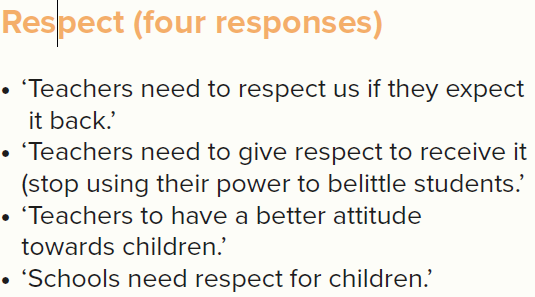 Respect (four responses)
• ‘Teachers need to respect us if they expect
it back.’
• ‘Teachers need to give respect to receive it
(stop using their power to belittle students.’
• ‘Teachers to have a better attitude
towards children.’
• ‘Schools need respect for children.’